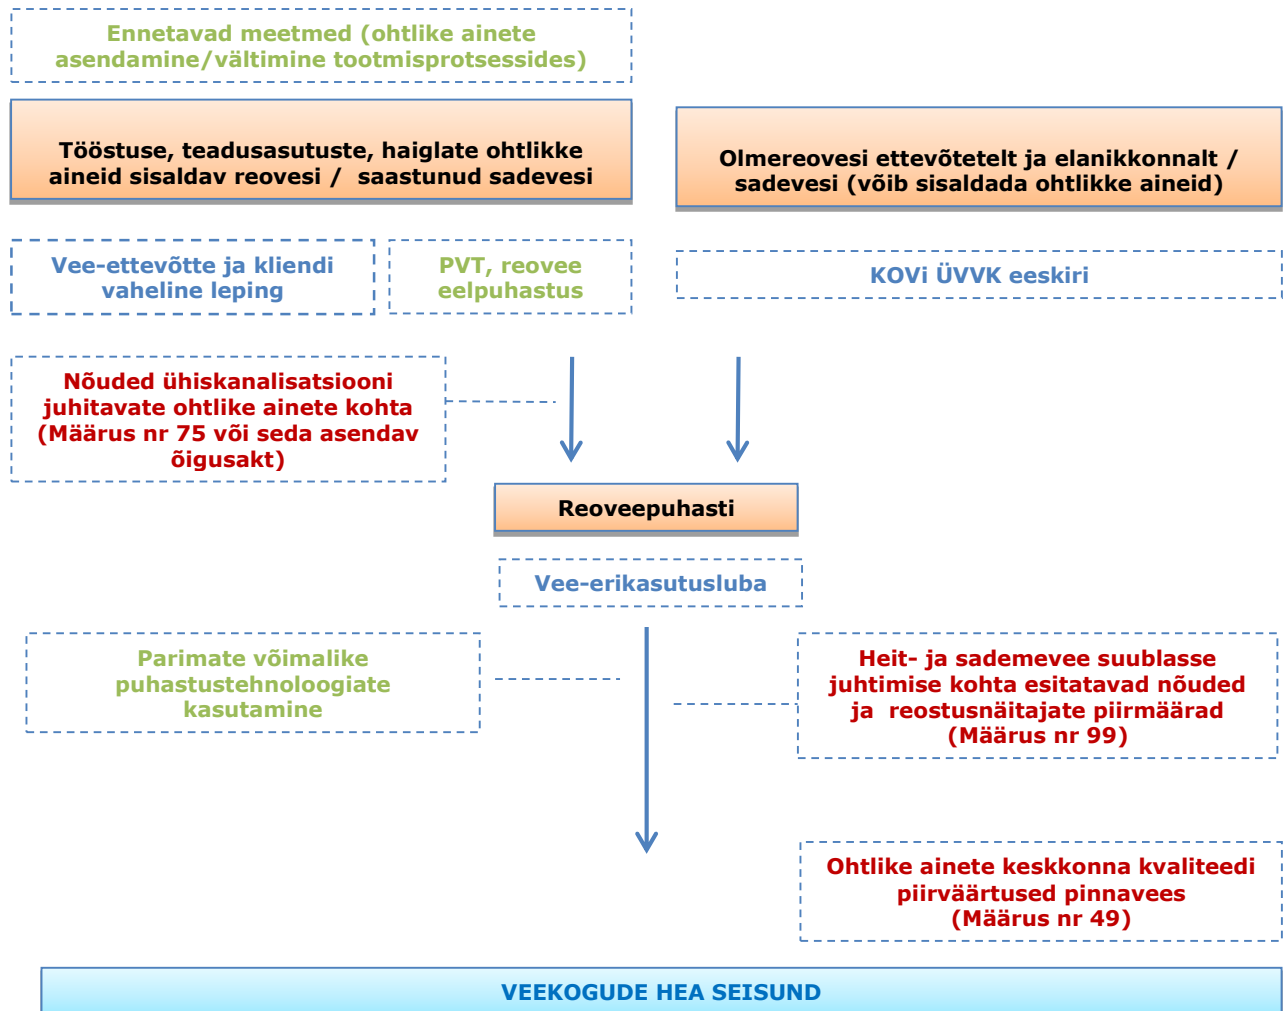 Ennetavad meetmed (ohtlike ainete
asendamine/vältimine tootmisprotsessides)
Tööstuse, teadusasutuste, haiglate ohtlikke
aineid sisaldav reovesi / saastunud sadevesi
Olmereovesi ettevõtetelt ja elanikkonnalt /
sadevesi (võib sisaldada ohtlikke aineid)
Vee-ettevõtte ja kliendi
vaheline leping
PVT, reovee
eelpuhastus
KOVi ÜVVK eeskiri
Nõuded ühiskanalisatsiooni
juhitavate ohtlike ainete kohta
(Määrus nr 75 või seda asendav
õigusakt)
Reoveepuhasti
Vee-erikasutusluba
Parimate võimalike
puhastustehnoloogiate
kasutamine
Heit- ja sademevee suublasse
juhtimise kohta esitatavad nõuded
ja reostusnäitajate piirmäärad
(Määrus nr 99)
Ohtlike ainete keskkonna kvaliteedi
piirväärtused pinnavees
(Määrus nr 49)
VEEKOGUDE HEA SEISUND